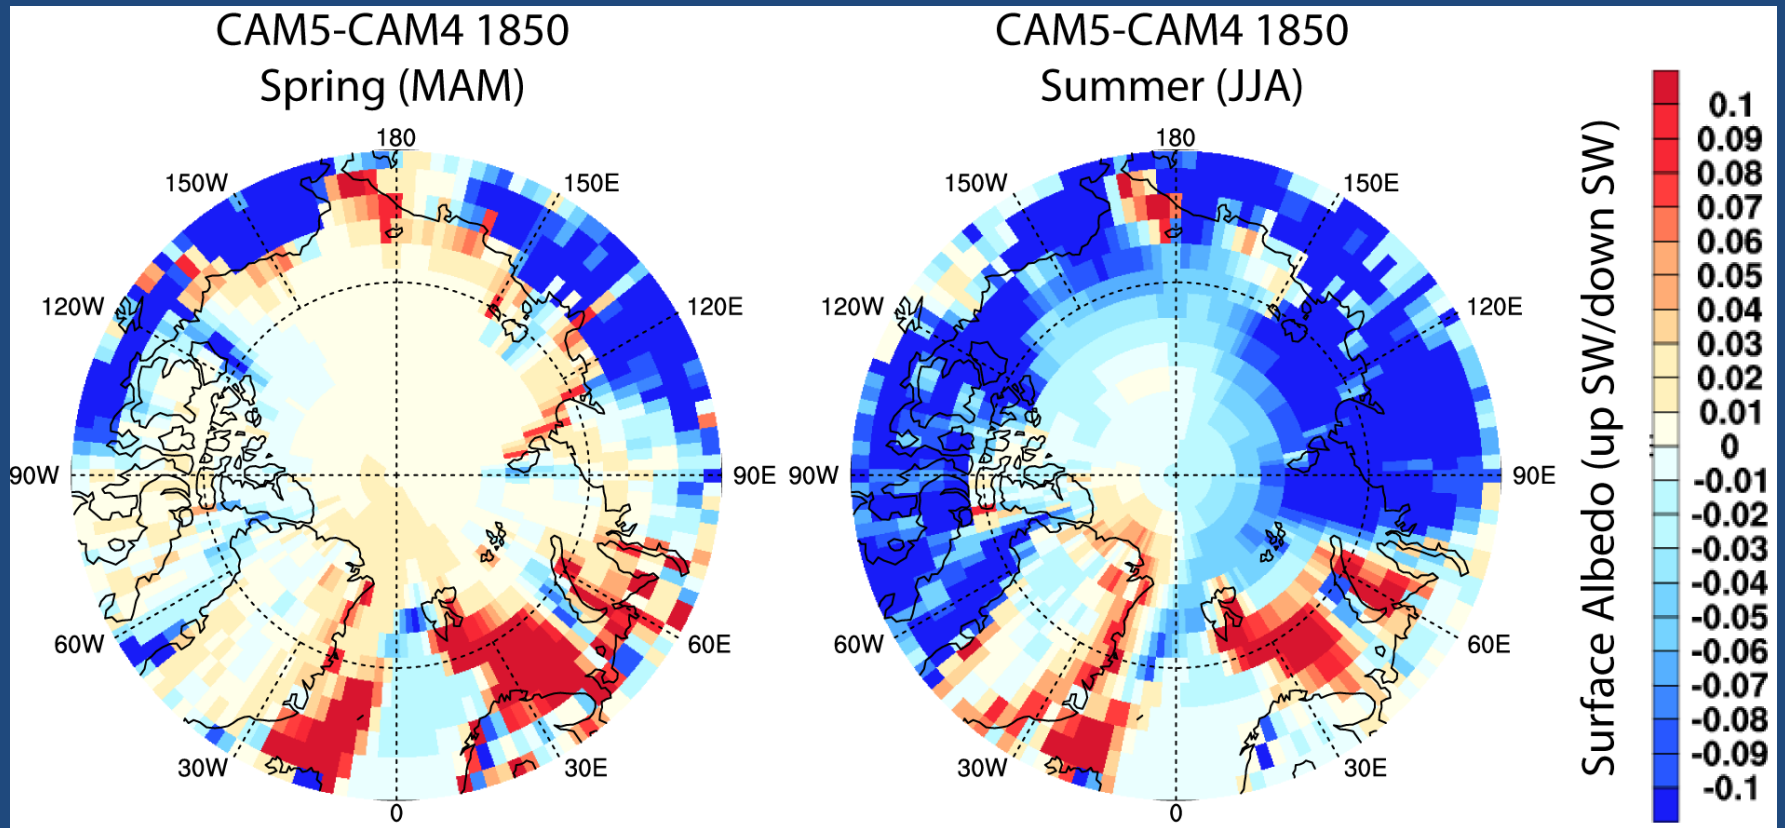 CAM5-CAM4 1850
Spring (MAM)
180
150W
150E
120W
120E
90W
90E
60W
60E
30W
30E
0
CAM5-CAM4 1850
Summer (JJA)
180
150W
150E
120W
120E
90W
90E
60W
60E
30W
30E
0
Surface Albedo (up SW/down SW)
0.1
0.09
0.08
0.07
0.06
0.05
0.04
0.03
0.02
0.01
0
-0.01
-0.02
-0.03
-0.04
-0.05
-0.06
-0.07
-0.08
-0.09
-0.1